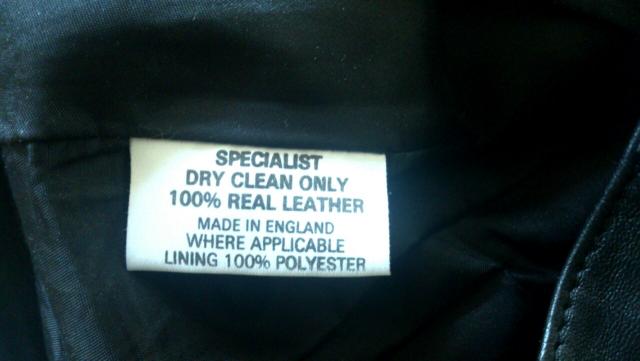 SPECIALIST
DRY CLEAN ONLY
100% REAL LEATHER
MADE IN ENGLAND
WHERE APPLICABLE
LINING 100% POLYESTER